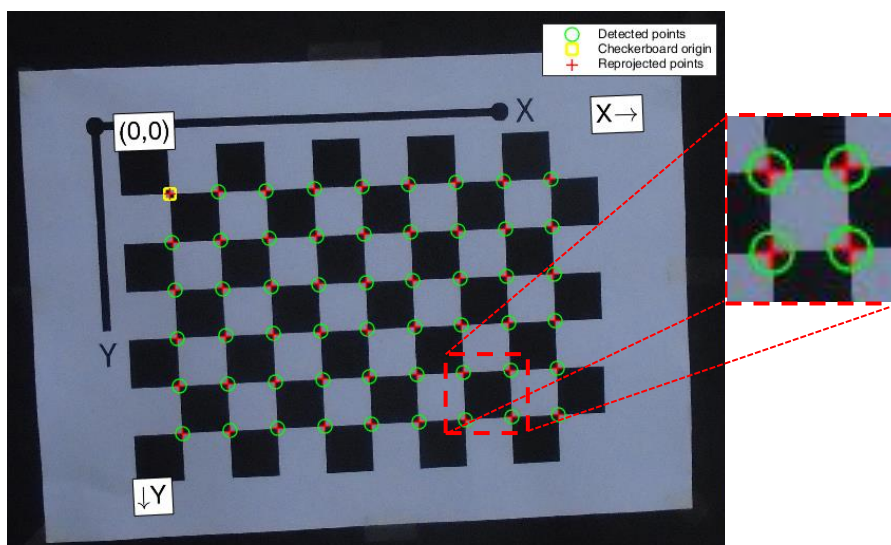 Detected points
Checkerboard origin
Reprojected points
X
X→
(0,0)
Y
↓Y